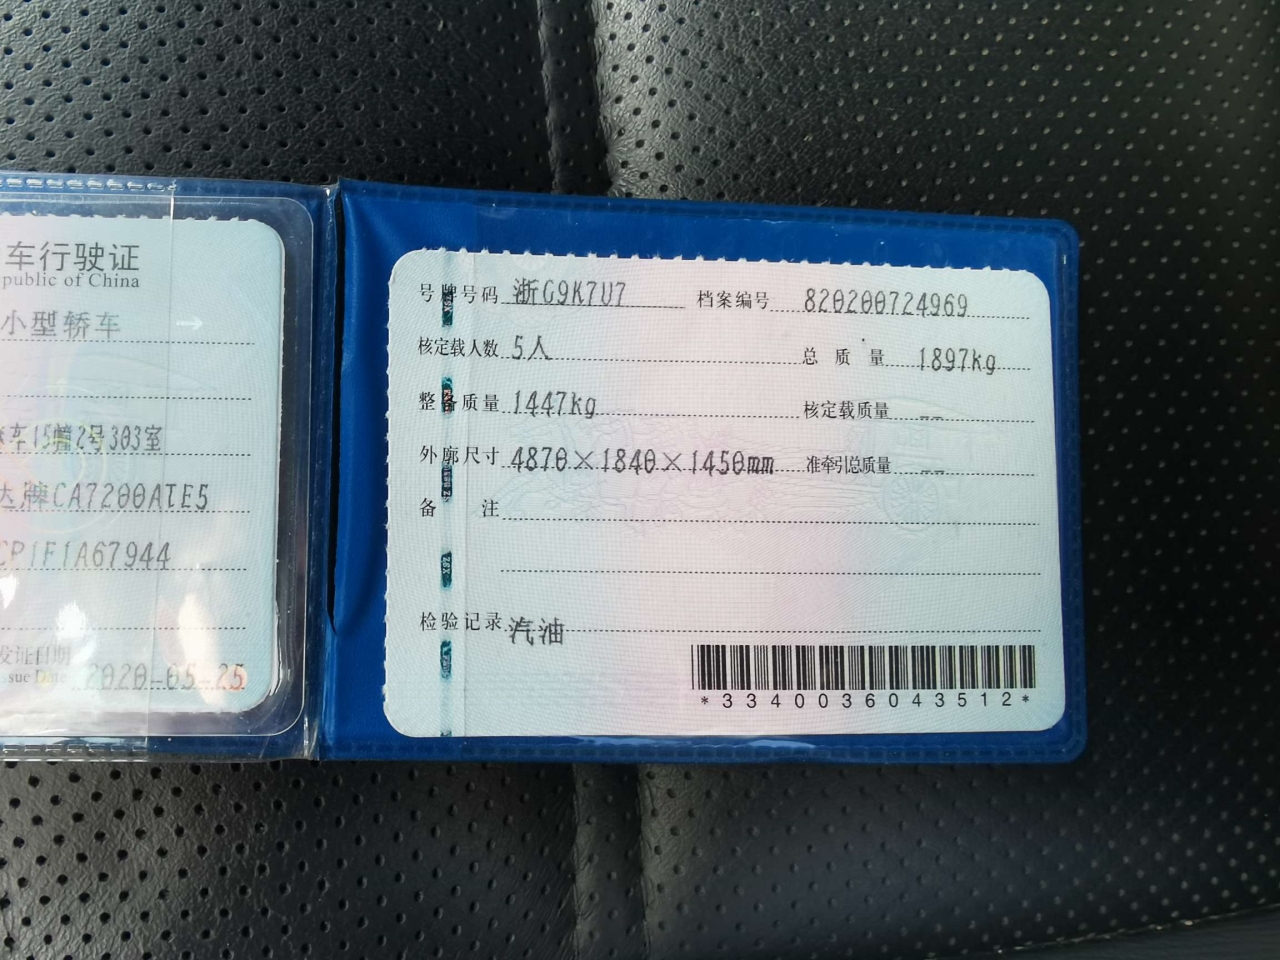 车行驶证
public of China
小型轿车 →
车15幢2号303室
达牌CA7200ATE5
CP1F1A67944
发证日期
Issue Date 2020-05-25
号牌号码 浙G9K7U7 档案编号 820200724969
核定载人数 5人 总质量 1897kg
整备质量 1447kg 核定载质量 --
外廓尺寸 4870×1840×1450mm 准牵引总质量 --
备注
检验记录 汽油
*3340036043512*